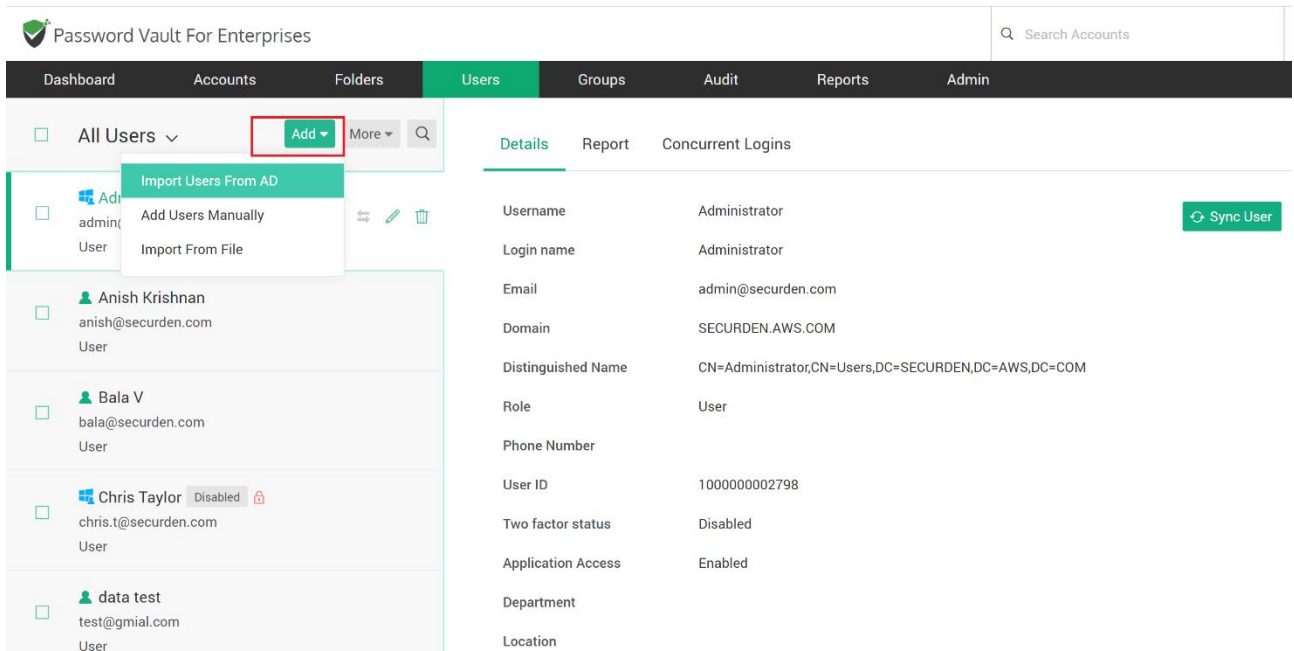 Password Vault For Enterprises
Search Accounts
Dashboard Accounts Folders Users Groups Audit Reports Admin
All Users Add More
Import Users From AD
Add Users Manually
Import From File
Adm
admin@
User
Anish Krishnan
anish@securden.com
User
Bala V
bala@securden.com
User
Chris Taylor Disabled
chris.t@securden.com
User
data test
test@gmial.com
User
Details Report Concurrent Logins
Sync User
Username Administrator
Login name Administrator
Email admin@securden.com
Domain SECURDEN.AWS.COM
Distinguished Name CN=Administrator,CN=Users,DC=SECURDEN,DC=AWS,DC=COM
Role User
Phone Number
User ID 1000000002798
Two factor status Disabled
Application Access Enabled
Department
Location